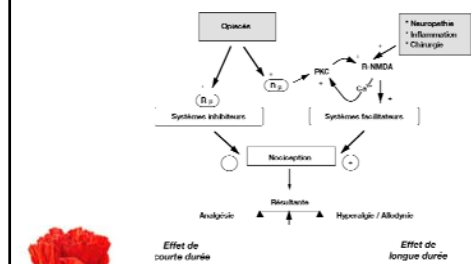 Opiacés
* Neuropathie
* Inflammation
* Chirurgie
+
+
R µ
PKC
+
R-NMDA
+
Ca
+
+
R µ
Systèmes inhibiteurs
Systèmes facilitateurs
Nociception
+
Résultante
Analgésie
Hyperalgie / Allodynie
Effet de
courte durée
Effet de
longue durée